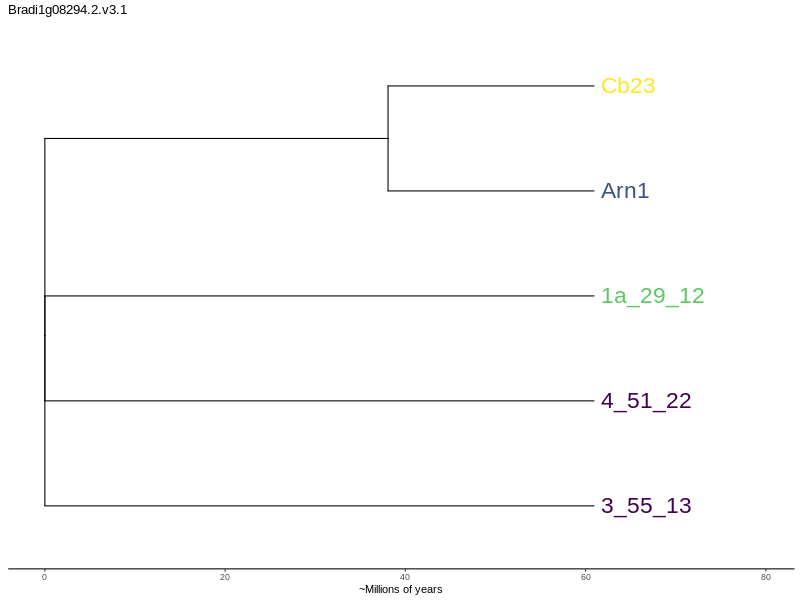 Bradi1g08294.2.v3.1
Cb23
Arn1
1a_29_12
4_51_22
3_55_13
0 20 40 60 80
~Millions of years